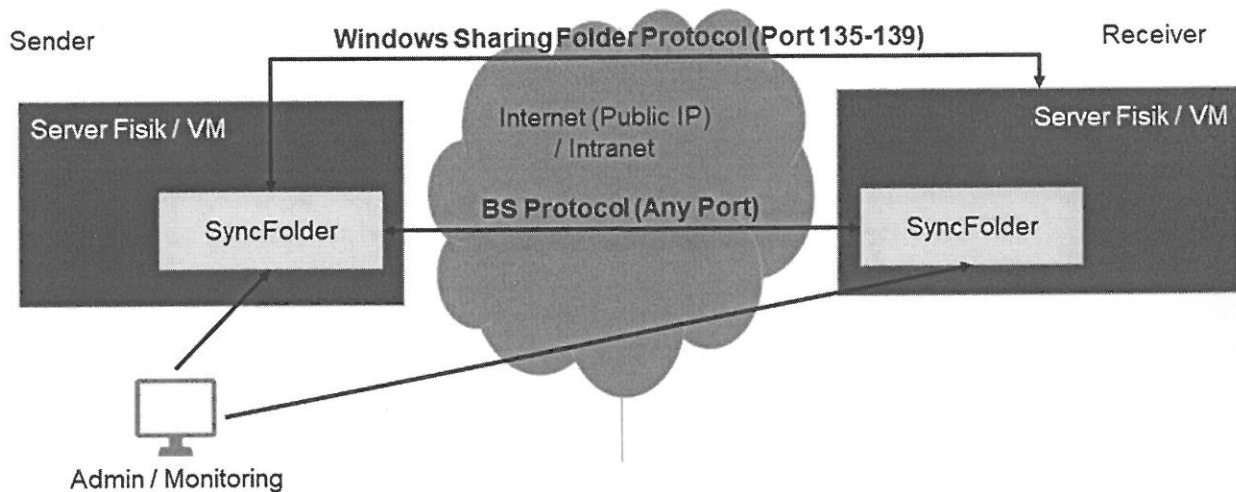 Sender
Windows Sharing Folder Protocol (Port 135-139)
Receiver
Server Fisik / VM
Internet (Public IP)
/ Intranet
Server Fisik / VM
SyncFolder
BS Protocol (Any Port)
SyncFolder
Admin / Monitoring